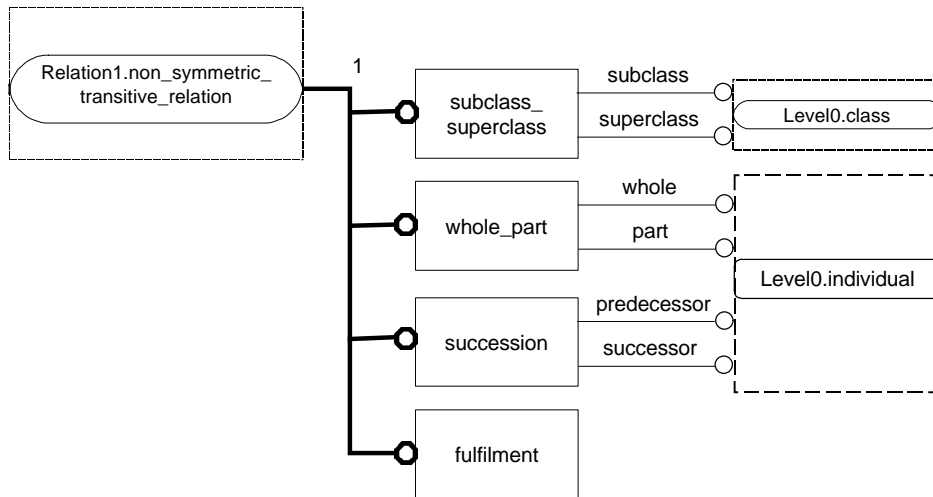 Relation1.non_symmetric_
transitive_relation
1
subclass_
superclass
subclass
superclass
Level0.class
whole_part
whole
part
Level0.individual
succession
predecessor
successor
fulfilment